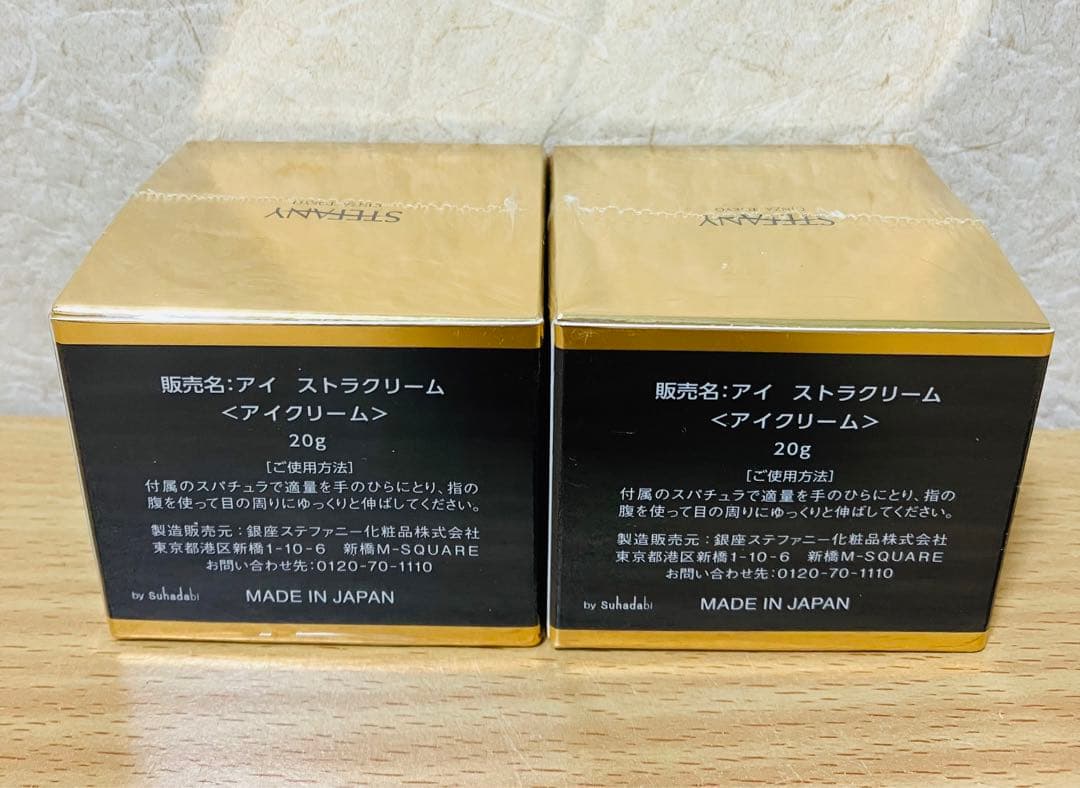 STEFANY
GINZA TOKYO
販売名：アイ　ストラクリーム
＜アイクリーム＞
20g
［ご使用方法］
付属のスパチュラで適量を手のひらにとり、指の
腹を使って目の周りにゆっくりと伸ばしてください。
製造販売元：銀座ステファニー化粧品株式会社
東京都港区新橋1-10-6　新橋M-SQUARE
お問い合わせ先：0120-70-1110
by Suhadabi MADE IN JAPAN
STEFANY
GINZA TOKYO
販売名：アイ　ストラクリーム
＜アイクリーム＞
20g
［ご使用方法］
付属のスパチュラで適量を手のひらにとり、指の
腹を使って目の周りにゆっくりと伸ばしてください。
製造販売元：銀座ステファニー化粧品株式会社
東京都港区新橋1-10-6　新橋M-SQUARE
お問い合わせ先：0120-70-1110
by Suhadabi MADE IN JAPAN